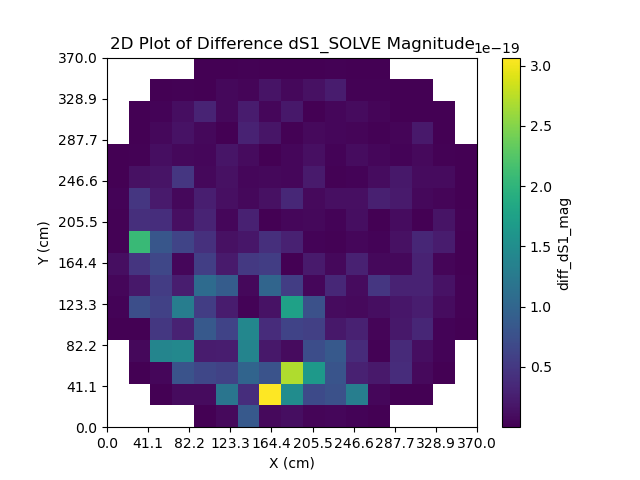 2D Plot of Difference dS1_SOLVE Magnitude
1e−19
370.0
328.9
287.7
246.6
205.5
164.4
123.3
82.2
41.1
0.0
Y (cm)
0.0 41.1 82.2 123.3 164.4 205.5 246.6 287.7 328.9 370.0
X (cm)
3.0
2.5
2.0
1.5
1.0
0.5
diff_dS1_mag